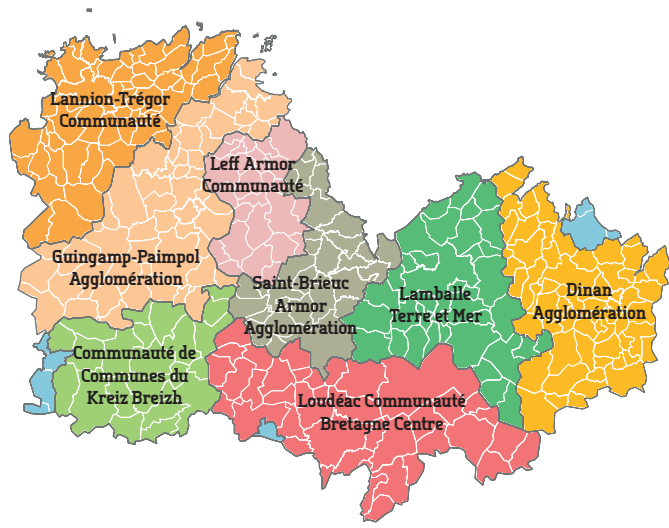 Lannion-Trégor
Communauté
Leff Armor
Communauté
Guingamp-Paimpol
Agglomération
Saint-Brieuc
Armor
Agglomération
Lamballe
Terre et Mer
Dinan
Agglomération
Communauté de
Communes du
Kreiz Breizh
Loudéac Communauté
Bretagne Centre